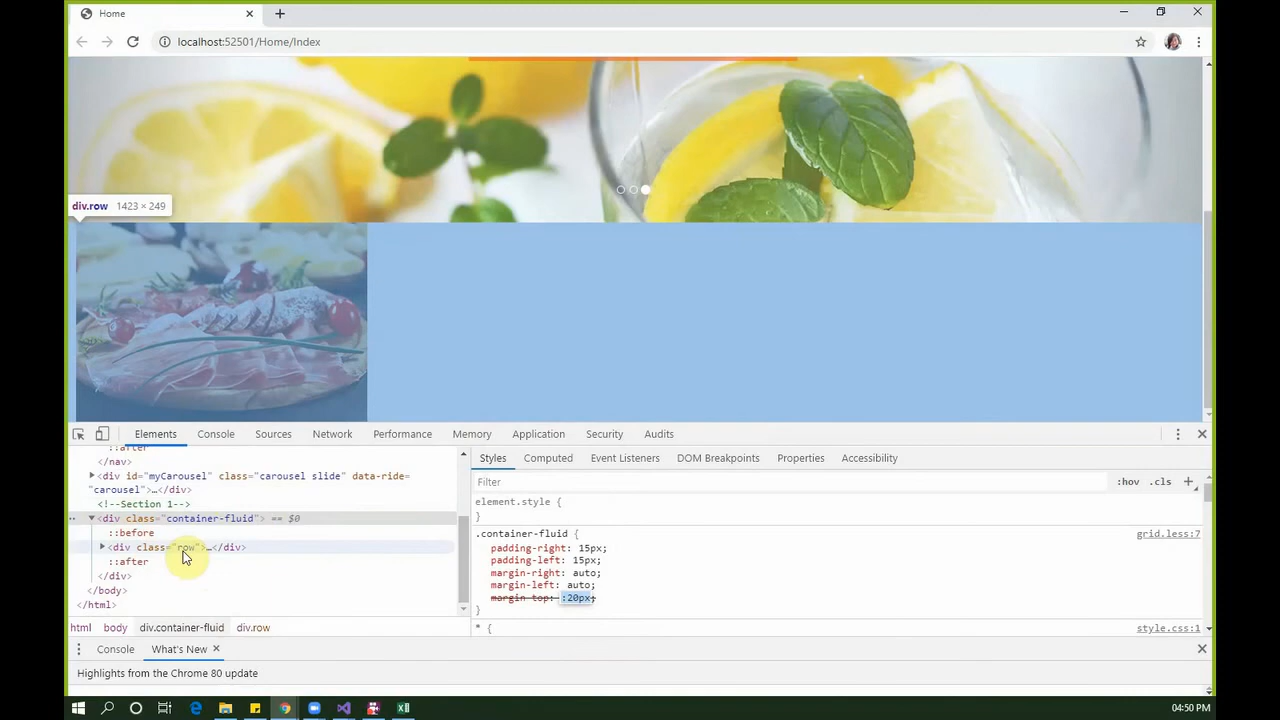 Home
localhost:52501/Home/Index
div.row 1423 × 249
Elements Console Sources Network Performance Memory Application Security Audits
::after
</nav>
<div id="myCarousel" class="carousel slide" data-ride=
"carousel">…</div>
<!--Section 1-->
<div class="container-fluid"> == $0
::before
<div class="row">…</div>
::after
</div>
</body>
</html>
html body div.container-fluid div.row
Styles Computed Event Listeners DOM Breakpoints Properties Accessibility
Filter :hov .cls +
element.style {
}
.container-fluid { grid.less:7
padding-right: 15px;
padding-left: 15px;
margin-right: auto;
margin-left: auto;
margin-top: :20px;
}
* { style.css:1
Console What's New
Highlights from the Chrome 80 update
04:50 PM